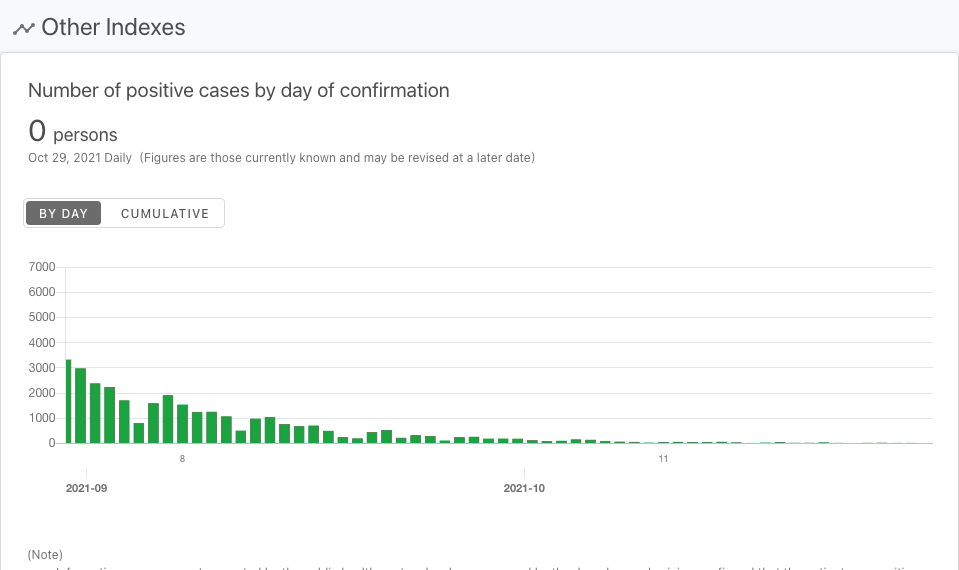 Other Indexes
Number of positive cases by day of confirmation
0 persons
Oct 29, 2021 Daily (Figures are those currently known and may be revised at a later date)
BY DAY CUMULATIVE
7000
6000
5000
4000
3000
2000
1000
0
8 11
2021-09 2021-10
(Note)